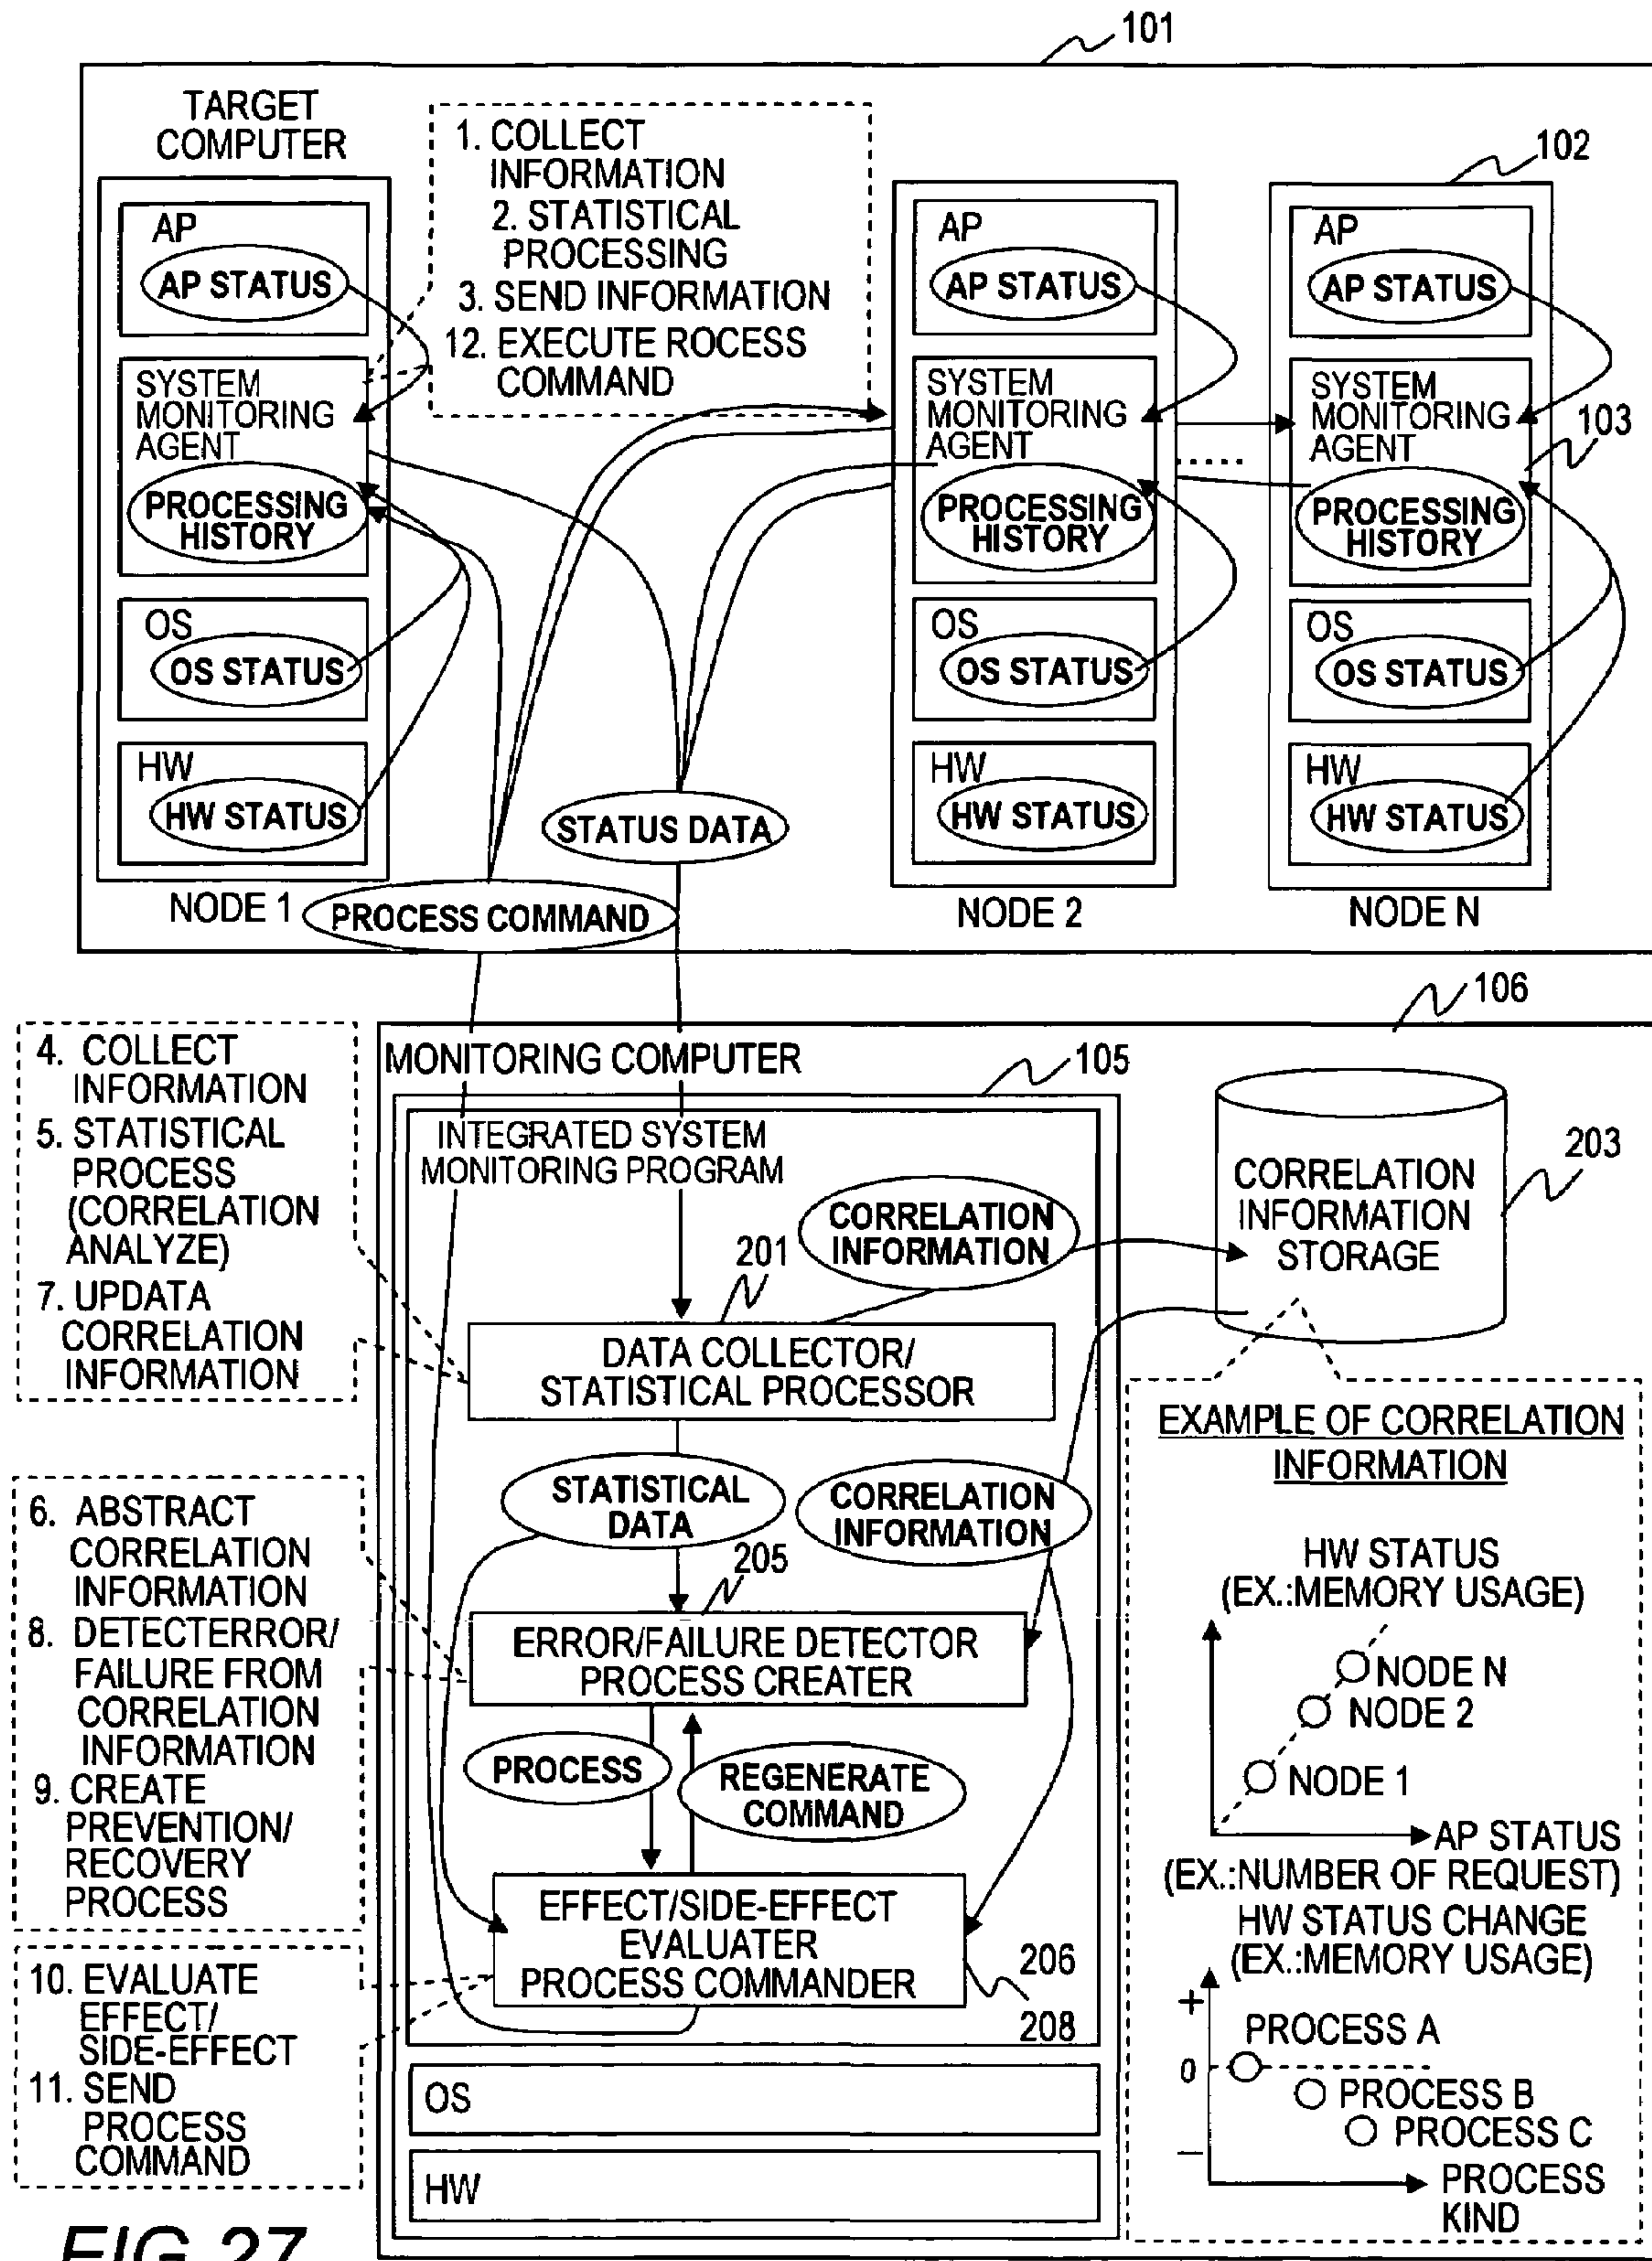 101
TARGET
COMPUTER
1. COLLECT
INFORMATION
2. STATISTICAL
PROCESSING
3. SEND INFORMATION
12. EXECUTE ROCESS
COMMAND
102
AP
AP STATUS
SYSTEM
MONITORING
AGENT
PROCESSING
HISTORY
OS
OS STATUS
HW
HW STATUS
NODE 1
AP
AP STATUS
SYSTEM
MONITORING
AGENT
PROCESSING
HISTORY
OS
OS STATUS
HW
HW STATUS
NODE 2
.....
AP
AP STATUS
SYSTEM
MONITORING
AGENT
103
PROCESSING
HISTORY
OS
OS STATUS
HW
HW STATUS
NODE N
STATUS DATA
PROCESS COMMAND
106
4. COLLECT
INFORMATION
5. STATISTICAL
PROCESS
(CORRELATION
ANALYZE)
7. UPDATA
CORRELATION
INFORMATION
6. ABSTRACT
CORRELATION
INFORMATION
8. DETECTERROR/
FAILURE FROM
CORRELATION
INFORMATION
9. CREATE
PREVENTION/
RECOVERY
PROCESS
10. EVALUATE
EFFECT/
SIDE-EFFECT
11. SEND
PROCESS
COMMAND
MONITORING COMPUTER
105
INTEGRATED SYSTEM
MONITORING PROGRAM
CORRELATION
INFORMATION
201
DATA COLLECTOR/
STATISTICAL PROCESSOR
STATISTICAL
DATA
CORRELATION
INFORMATION
205
ERROR/FAILURE DETECTOR
PROCESS CREATER
PROCESS
REGENERATE
COMMAND
EFFECT/SIDE-EFFECT
EVALUATER
PROCESS COMMANDER
206
208
OS
HW
CORRELATION
INFORMATION
STORAGE
203
EXAMPLE OF CORRELATION
INFORMATION
HW STATUS
(EX.:MEMORY USAGE)
NODE N
NODE 2
NODE 1
AP STATUS
(EX.:NUMBER OF REQUEST)
HW STATUS CHANGE
(EX.:MEMORY USAGE)
+
PROCESS A
0
PROCESS B
PROCESS C
—
PROCESS
KIND
FIG.27